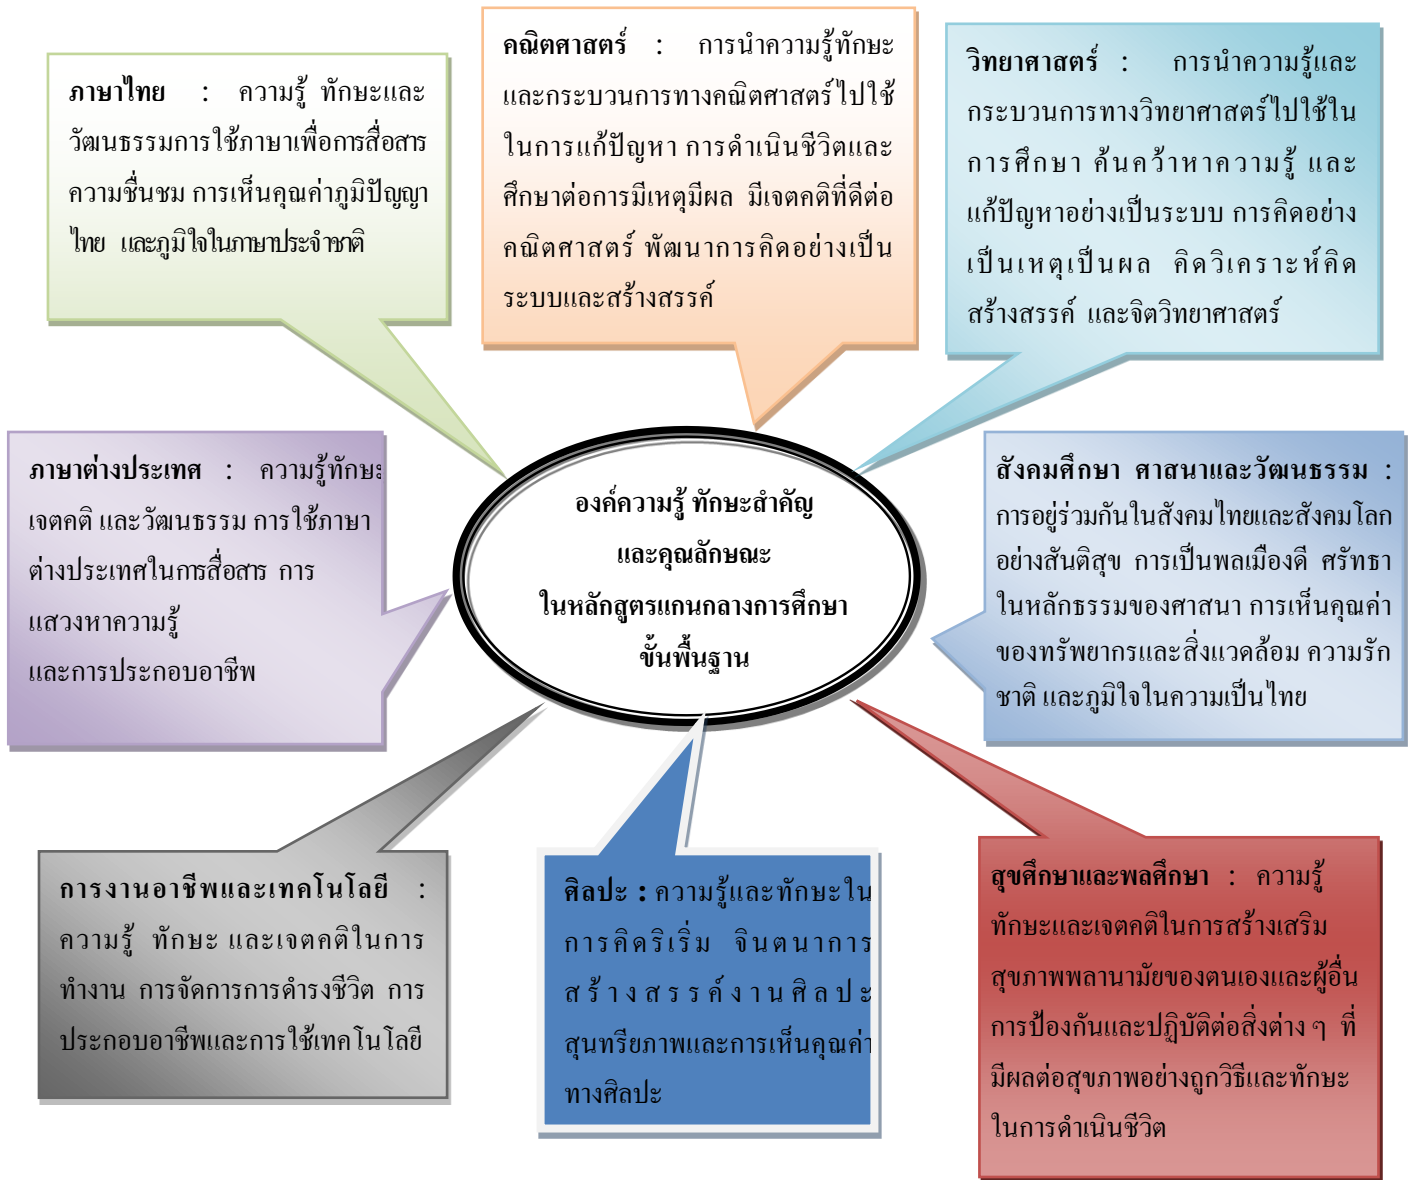 ภาษาไทย : ความรู้ ทักษะและ
วัฒนธรรมการใช้ภาษาเพื่อการสื่อสาร
ความชื่นชม การเห็นคุณค่าภูมิปัญญา
ไทย และภูมิใจในภาษาประจำชาติ
คณิตศาสตร์ : การนำความรู้ทักษะ
และกระบวนการทางคณิตศาสตร์ไปใช้
ในการแก้ปัญหา การดำเนินชีวิตและ
ศึกษาต่อการมีเหตุมีผล มีเจตคติที่ดีต่อ
คณิตศาสตร์ พัฒนาการคิดอย่างเป็น
ระบบและสร้างสรรค์
วิทยาศาสตร์ : การนำความรู้และ
กระบวนการทางวิทยาศาสตร์ไปใช้ใน
การศึกษา ค้นคว้าหาความรู้ และ
แก้ปัญหาอย่างเป็นระบบ การคิดอย่าง
เป็นเหตุเป็นผล คิดวิเคราะห์คิด
สร้างสรรค์ และจิตวิทยาศาสตร์
ภาษาต่างประเทศ : ความรู้ทักษะ
เจตคติ และวัฒนธรรม การใช้ภาษา
ต่างประเทศในการสื่อสาร การ
แสวงหาความรู้
และการประกอบอาชีพ
องค์ความรู้ ทักษะสำคัญ
และคุณลักษณะ
ในหลักสูตรแกนกลางการศึกษา
ขั้นพื้นฐาน
สังคมศึกษา ศาสนาและวัฒนธรรม :
การอยู่ร่วมกันในสังคมไทยและสังคมโลก
อย่างสันติสุข การเป็นพลเมืองดี ศรัทธา
ในหลักธรรมของศาสนา การเห็นคุณค่า
ของทรัพยากรและสิ่งแวดล้อม ความรัก
ชาติ และภูมิใจในความเป็นไทย
การงานอาชีพและเทคโนโลยี :
ความรู้ ทักษะ และเจตคติในการ
ทำงาน การจัดการการดำรงชีวิต การ
ประกอบอาชีพและการใช้เทคโนโลยี
ศิลปะ : ความรู้และทักษะใน
การคิดริเริ่ม จินตนาการ
สร้างสรรค์งานศิลปะ
สุนทรียภาพและการเห็นคุณค่า
ทางศิลปะ
สุขศึกษาและพลศึกษา : ความรู้
ทักษะและเจตคติในการสร้างเสริม
สุขภาพพลานามัยของตนเองและผู้อื่น
การป้องกันและปฏิบัติต่อสิ่งต่าง ๆ ที่
มีผลต่อสุขภาพอย่างถูกวิธีและทักษะ
ในการดำเนินชีวิต